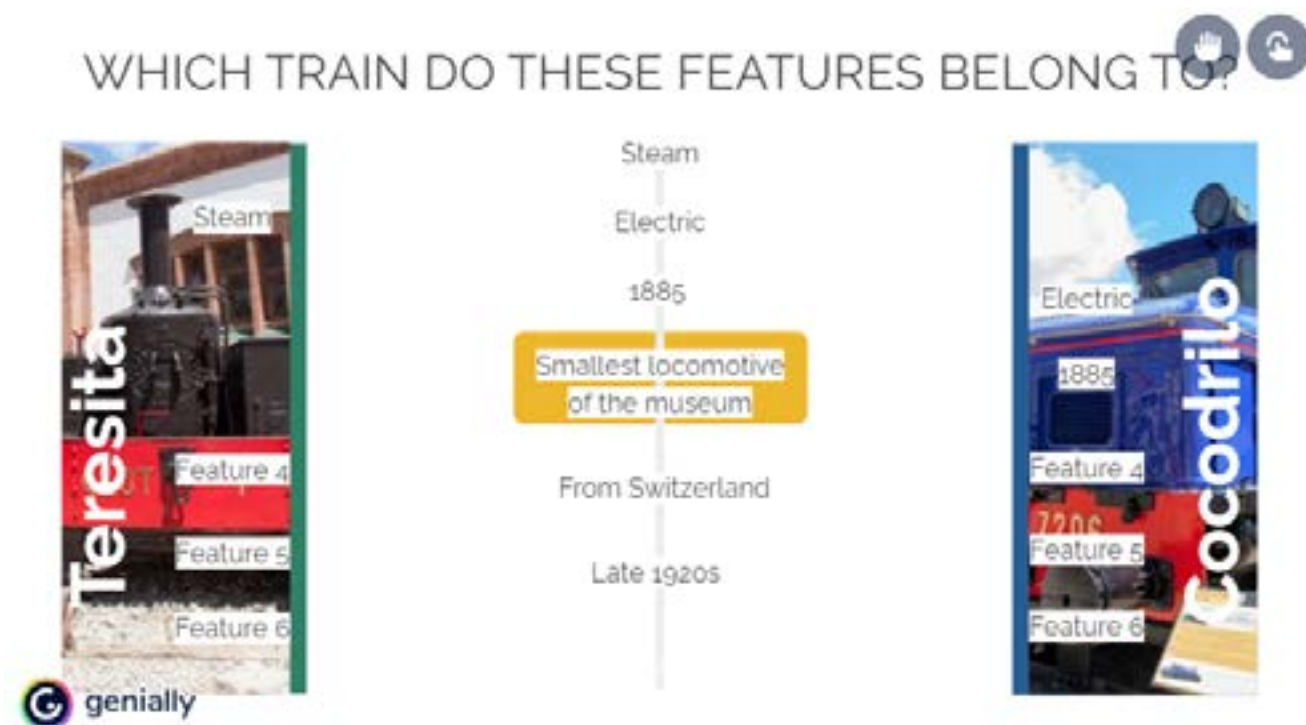 WHICH TRAIN DO THESE FEATURES BELONG TO?
Steam
Electric
1885
Smallest locomotive
of the museum
From Switzerland
Late 1920s
Teresita
Steam
Feature 4
Feature 5
Feature 6
Cocodrilo
Electric
1885
Feature 4
7206
Feature 5
Feature 6
genially